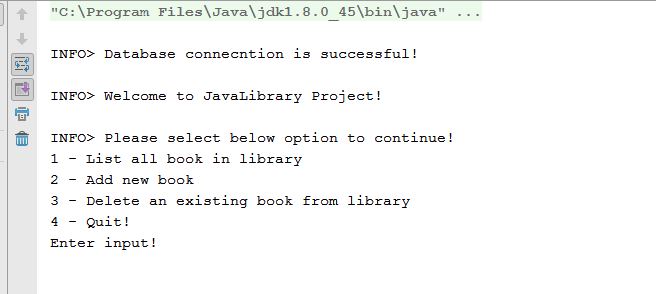 "C:\Program Files\Java\jdk1.8.0_45\bin\java" ...
INFO> Database connecntion is successful!
INFO> Welcome to JavaLibrary Project!
INFO> Please select below option to continue!
1 - List all book in library
2 - Add new book
3 - Delete an existing book from library
4 - Quit!
Enter input!